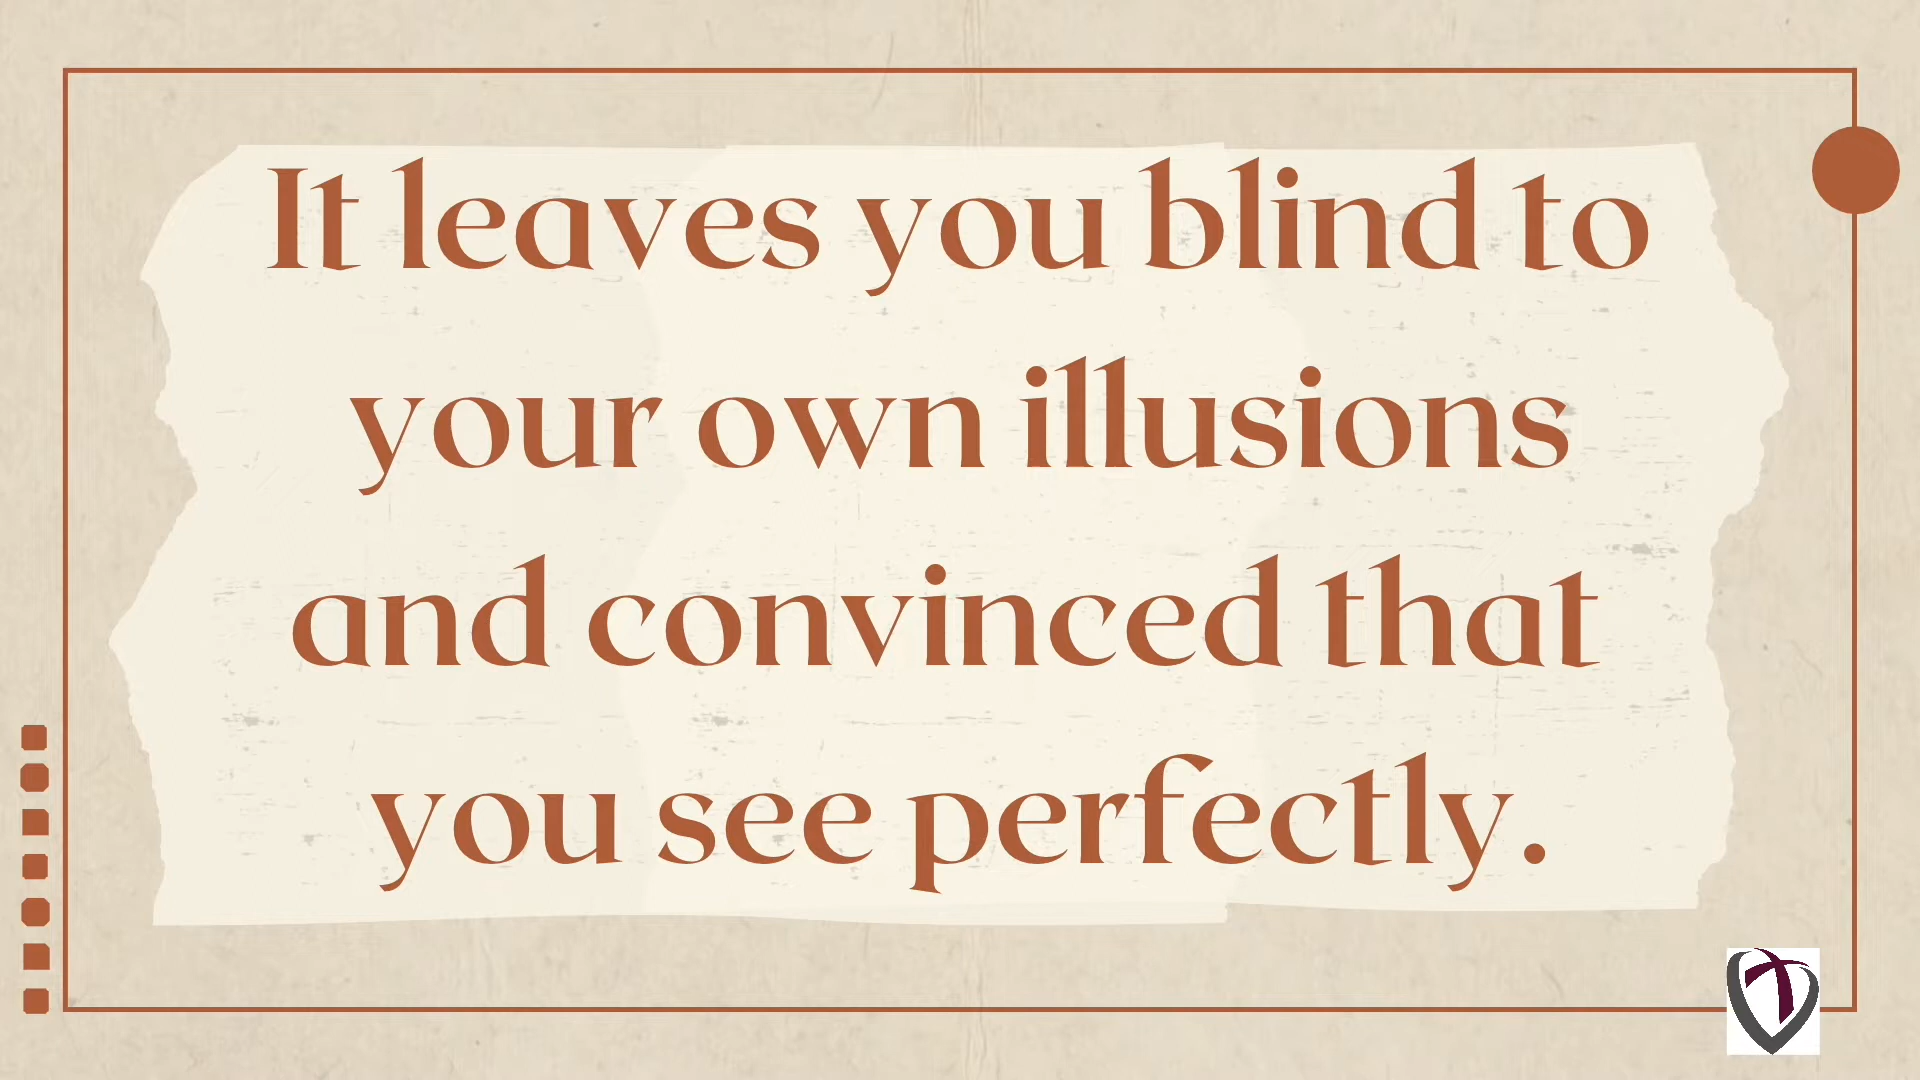 It leaves you blind to
your own illusions
and convinced that
you see perfectly.